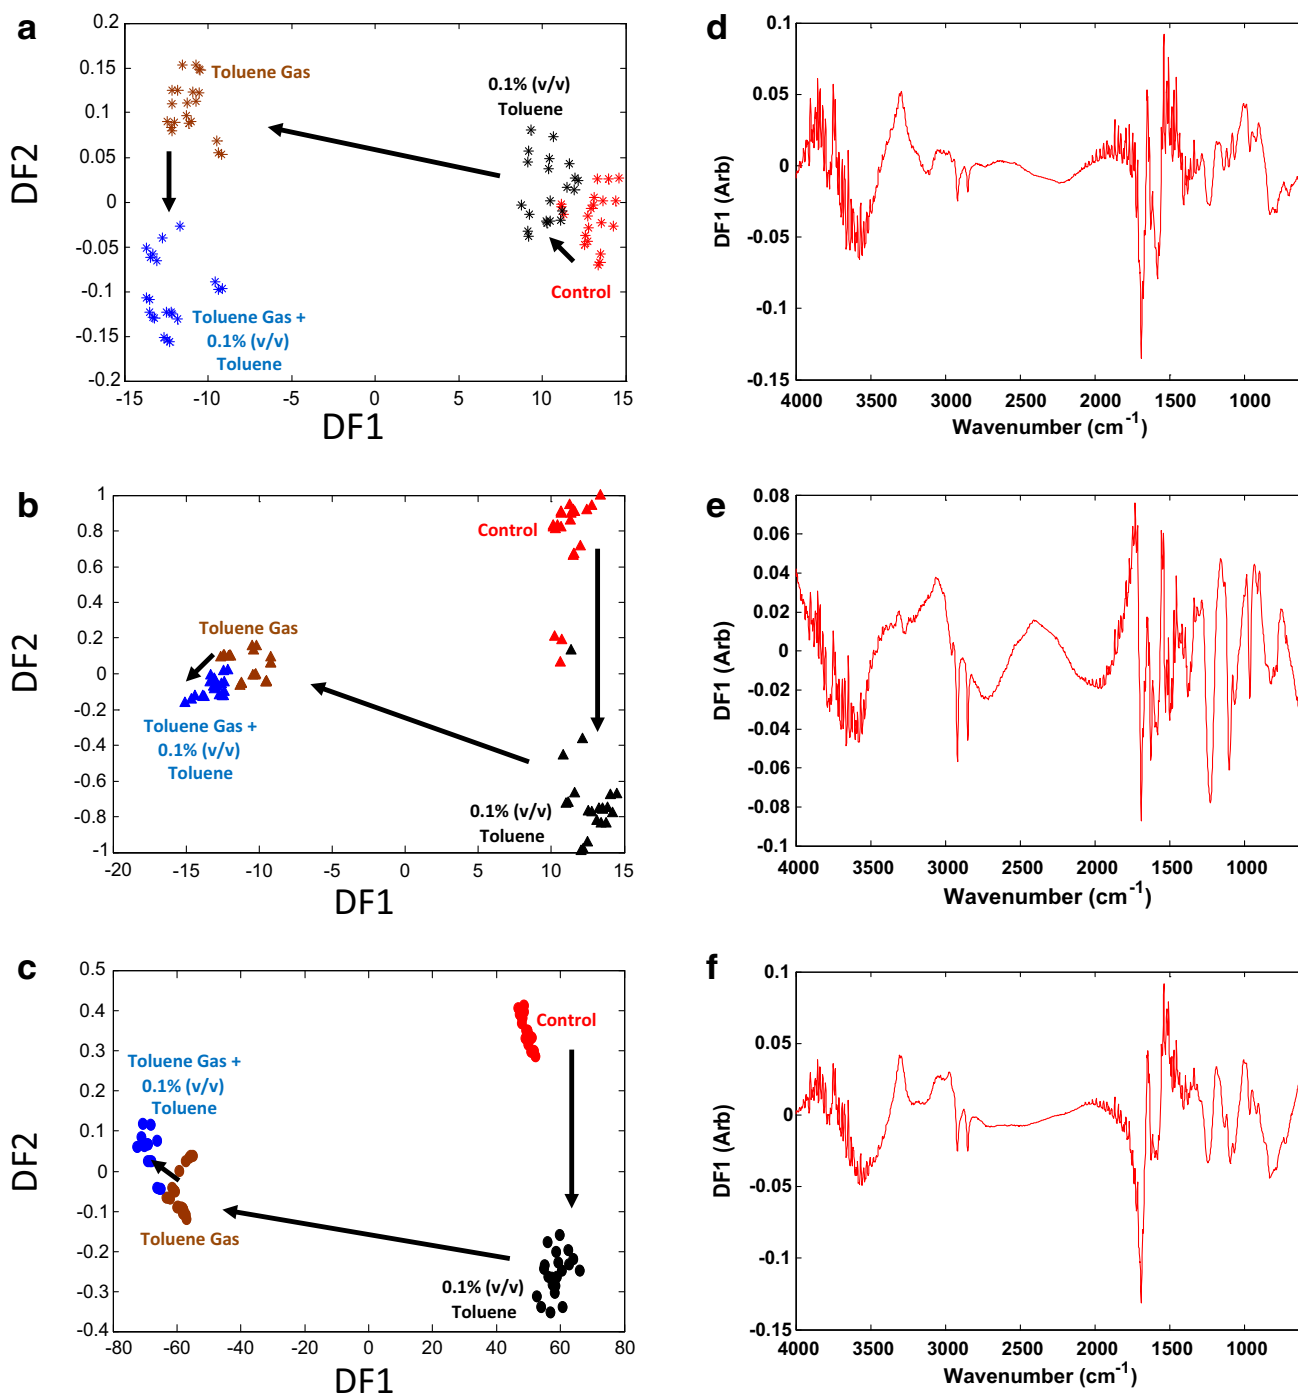 a
0.2
0.15
0.1
0.05
0
-0.05
-0.1
-0.15
-0.2
DF2
-15
-10
-5
0
5
10
15
DF1
Toluene Gas
0.1% (v/v)
Toluene
Control
Toluene Gas +
0.1% (v/v)
Toluene
d
0.1
0.05
0
-0.05
-0.1
-0.15
DF1 (Arb)
4000
3500
3000
2500
2000
1500
1000
Wavenumber (cm-1)
b
1
0.8
0.6
0.4
0.2
0
-0.2
-0.4
-0.6
-0.8
-1
DF2
-20
-15
-10
-5
0
5
10
15
DF1
Control
Toluene Gas
Toluene Gas +
0.1% (v/v)
Toluene
0.1% (v/v)
Toluene
e
0.08
0.06
0.04
0.02
0
-0.02
-0.04
-0.06
-0.08
-0.1
DF1 (Arb)
4000
3500
3000
2500
2000
1500
1000
Wavenumber (cm-1)
c
0.5
0.4
0.3
0.2
0.1
0
-0.1
-0.2
-0.3
-0.4
DF2
-80
-60
-40
-20
0
20
40
60
80
DF1
Control
Toluene Gas +
0.1% (v/v)
Toluene
Toluene Gas
0.1% (v/v)
Toluene
f
0.1
0.05
0
-0.05
-0.1
-0.15
DF1 (Arb)
4000
3500
3000
2500
2000
1500
1000
Wavenumber (cm-1)